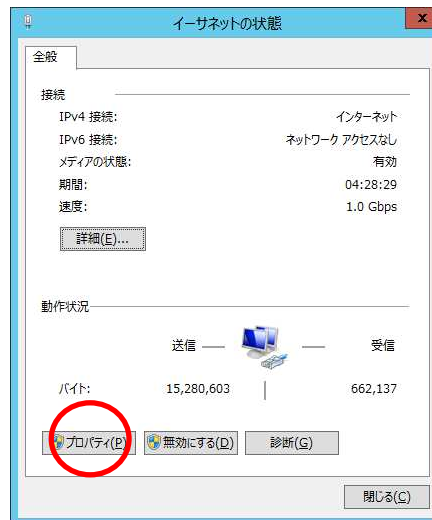 イーサネットの状態
x
全般
接続
IPv4 接続: インターネット
IPv6 接続: ネットワーク アクセスなし
メディアの状態: 有効
期間: 04:28:29
速度: 1.0 Gbps
詳細(E)...
動作状況
送信 — — 受信
バイト: 15,280,603 | 662,137
プロパティ(P) 無効にする(D) 診断(G)
閉じる(C)